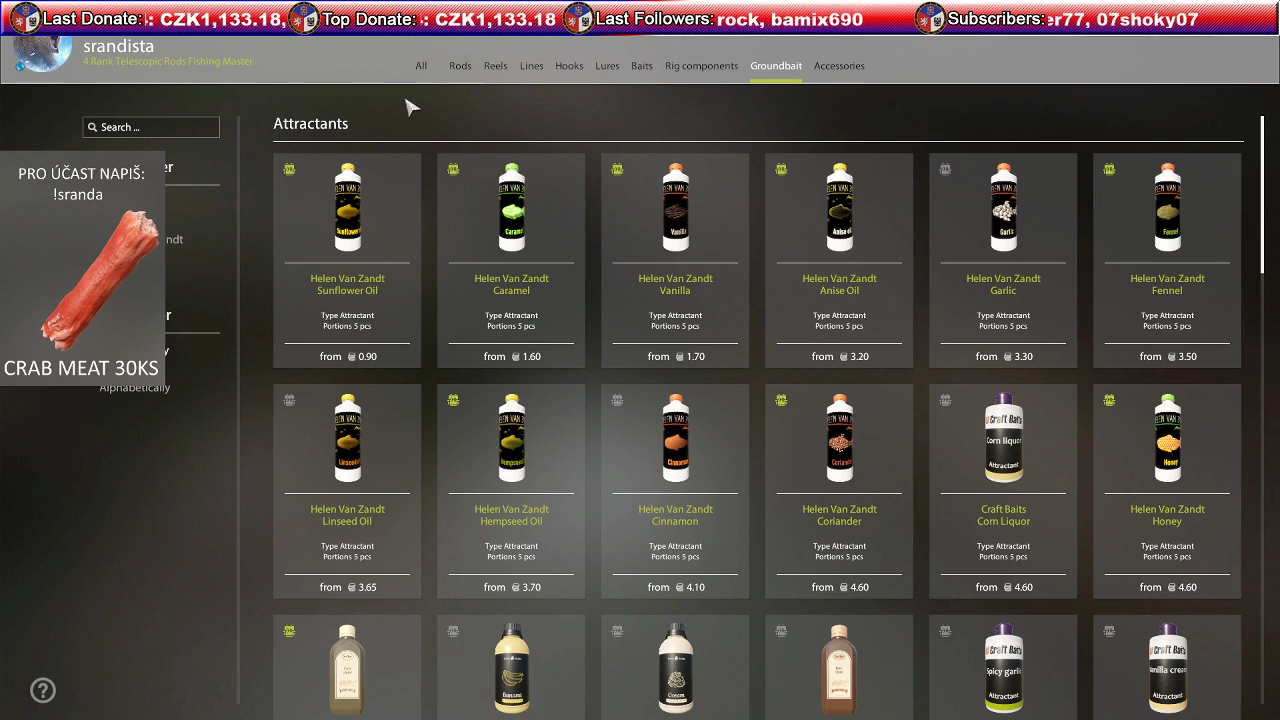 Last Donate: : CZK1,133.18, Top Donate: : CZK1,133.18 Last Followers: rock, bamix690 Subscribers: er77, 07shoky07
srandista
4 Rank Telescopic Rods Fishing Master
All Rods Reels Lines Hooks Lures Baits Rig components Groundbait Accessories
Search ...
PRO ÚČAST NAPIŠ:
!sranda
CRAB MEAT 30KS
Alphabetically
Attractants
Helen Van Zandt
Sunflower Oil
Type Attractant
Portions 5 pcs
from 0.90
Helen Van Zandt
Caramel
Type Attractant
Portions 5 pcs
from 1.60
Helen Van Zandt
Vanilla
Type Attractant
Portions 5 pcs
from 1.70
Helen Van Zandt
Anise Oil
Type Attractant
Portions 5 pcs
from 3.20
Helen Van Zandt
Garlic
Type Attractant
Portions 5 pcs
from 3.30
Helen Van Zandt
Fennel
Type Attractant
Portions 5 pcs
from 3.50
Helen Van Zandt
Linseed Oil
Type Attractant
Portions 5 pcs
from 3.65
Helen Van Zandt
Hempseed Oil
Type Attractant
Portions 5 pcs
from 3.70
Helen Van Zandt
Cinnamon
Type Attractant
Portions 5 pcs
from 4.10
Helen Van Zandt
Coriander
Type Attractant
Portions 5 pcs
from 4.60
Corn liquor
Attractant
Craft Baits
Corn Liquor
Type Attractant
Portions 5 pcs
from 4.60
Helen Van Zandt
Honey
Type Attractant
Portions 5 pcs
from 4.60
Banana
Cream
Craft Baits
Spicy garlic
Attractant
Craft Baits
Attractant